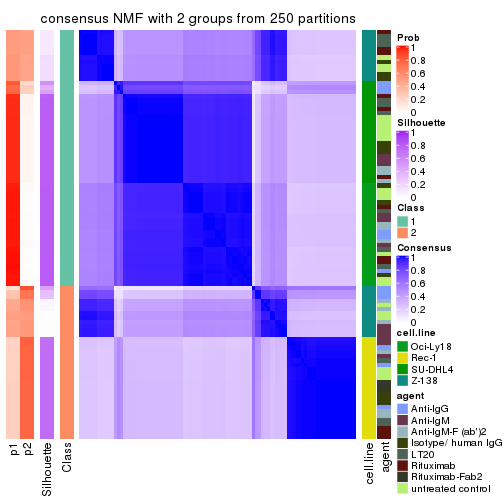 consensus NMF with 2 groups from 250 partitions
Prob
1
0.8
0.6
0.4
0.2
0
Silhouette
1
0.8
0.6
0.4
0.2
0
Class
1
2
Consensus
1
0.8
0.6
0.4
0.2
0
cell.line
Oci-Ly18
Rec-1
SU-DHL4
Z-138
agent
Anti-IgG
Anti-IgM
Anti-IgM-F (ab')2
Isotype/ human IgG
LT20
Rituximab
Rituximab-Fab2
untreated control
p1
p2
Silhouette
Class
cell.line
agent